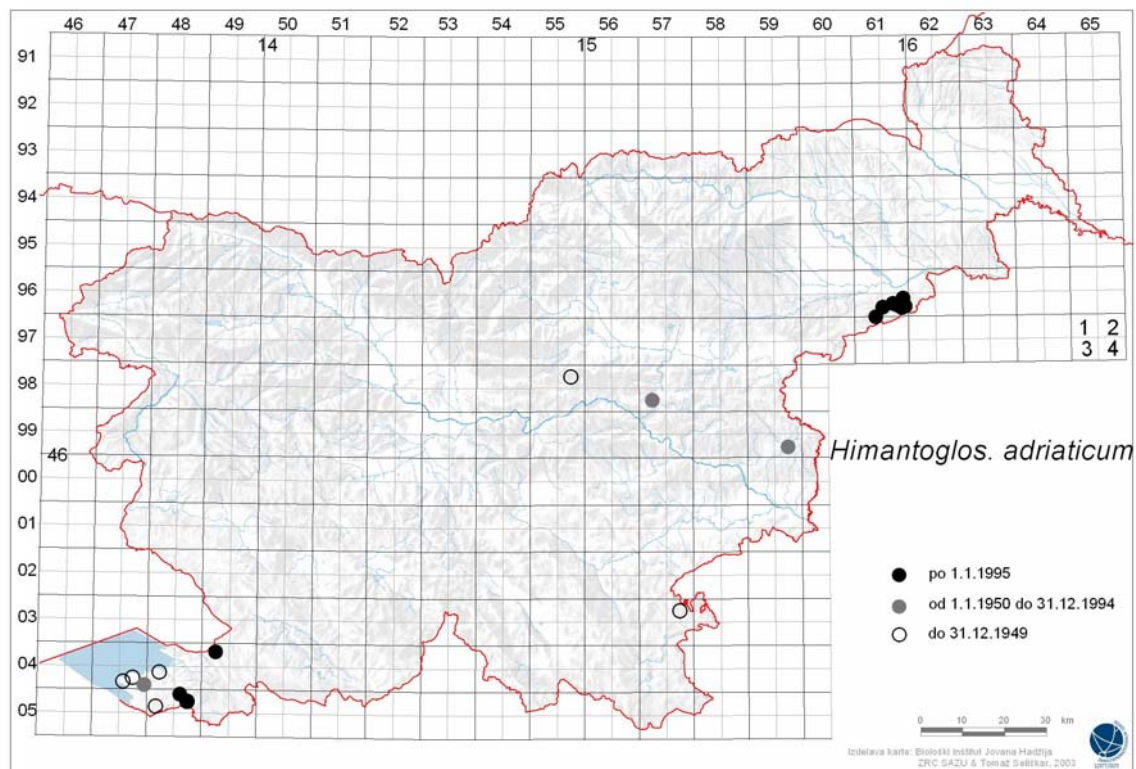 46 47 48 49 50 51 52 53 54 55 56 57 58 59 60 61 62 63 64 65
14 15 16
91
92
93
94
95
96
97
98
99
46
00
01
02
03
04
05
1 2
3 4
Himantoglos. adriaticum
po 1.1.1995
od 1.1.1950 do 31.12.1994
do 31.12.1949
0 10 20 30 km
Izdelava karte: Biološki inštitut Jovana Hadžija
ZRC SAZU & Tomaž Seliškar, 2003